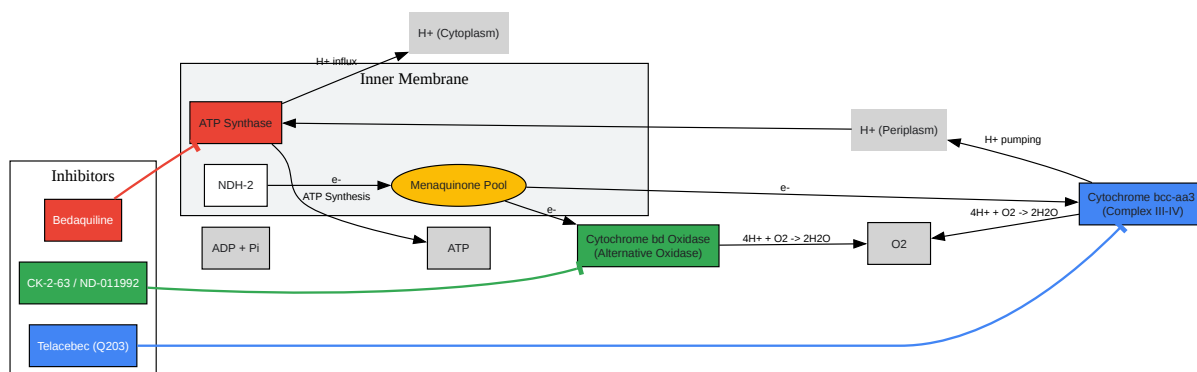 H+ (Cytoplasm)
H+ influx
Inner Membrane
ATP Synthase
H+ (Periplasm)
H+ pumping
Inhibitors
NDH-2
e-
ATP Synthesis
Menaquinone Pool
e-
e-
Cytochrome bcc-aa3
(Complex III-IV)
Bedaquiline
4H+ + O2 -> 2H2O
ADP + Pi
ATP
Cytochrome bd Oxidase
(Alternative Oxidase)
4H+ + O2 -> 2H2O
O2
CK-2-63 / ND-011992
Telacebec (Q203)